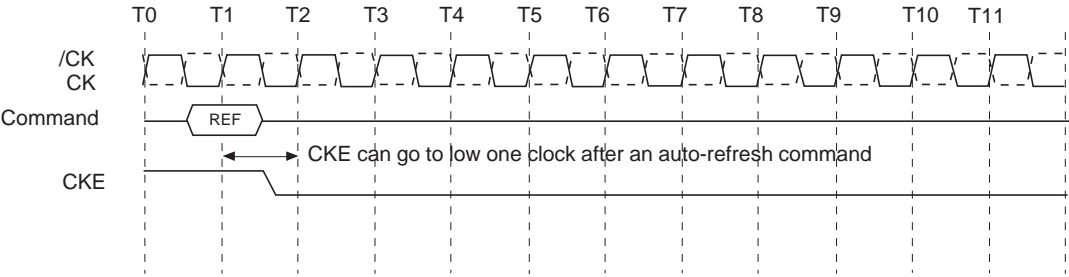 T0 T1 T2 T3 T4 T5 T6 T7 T8 T9 T10 T11
/CK
CK
Command REF
CKE can go to low one clock after an auto-refresh command
CKE